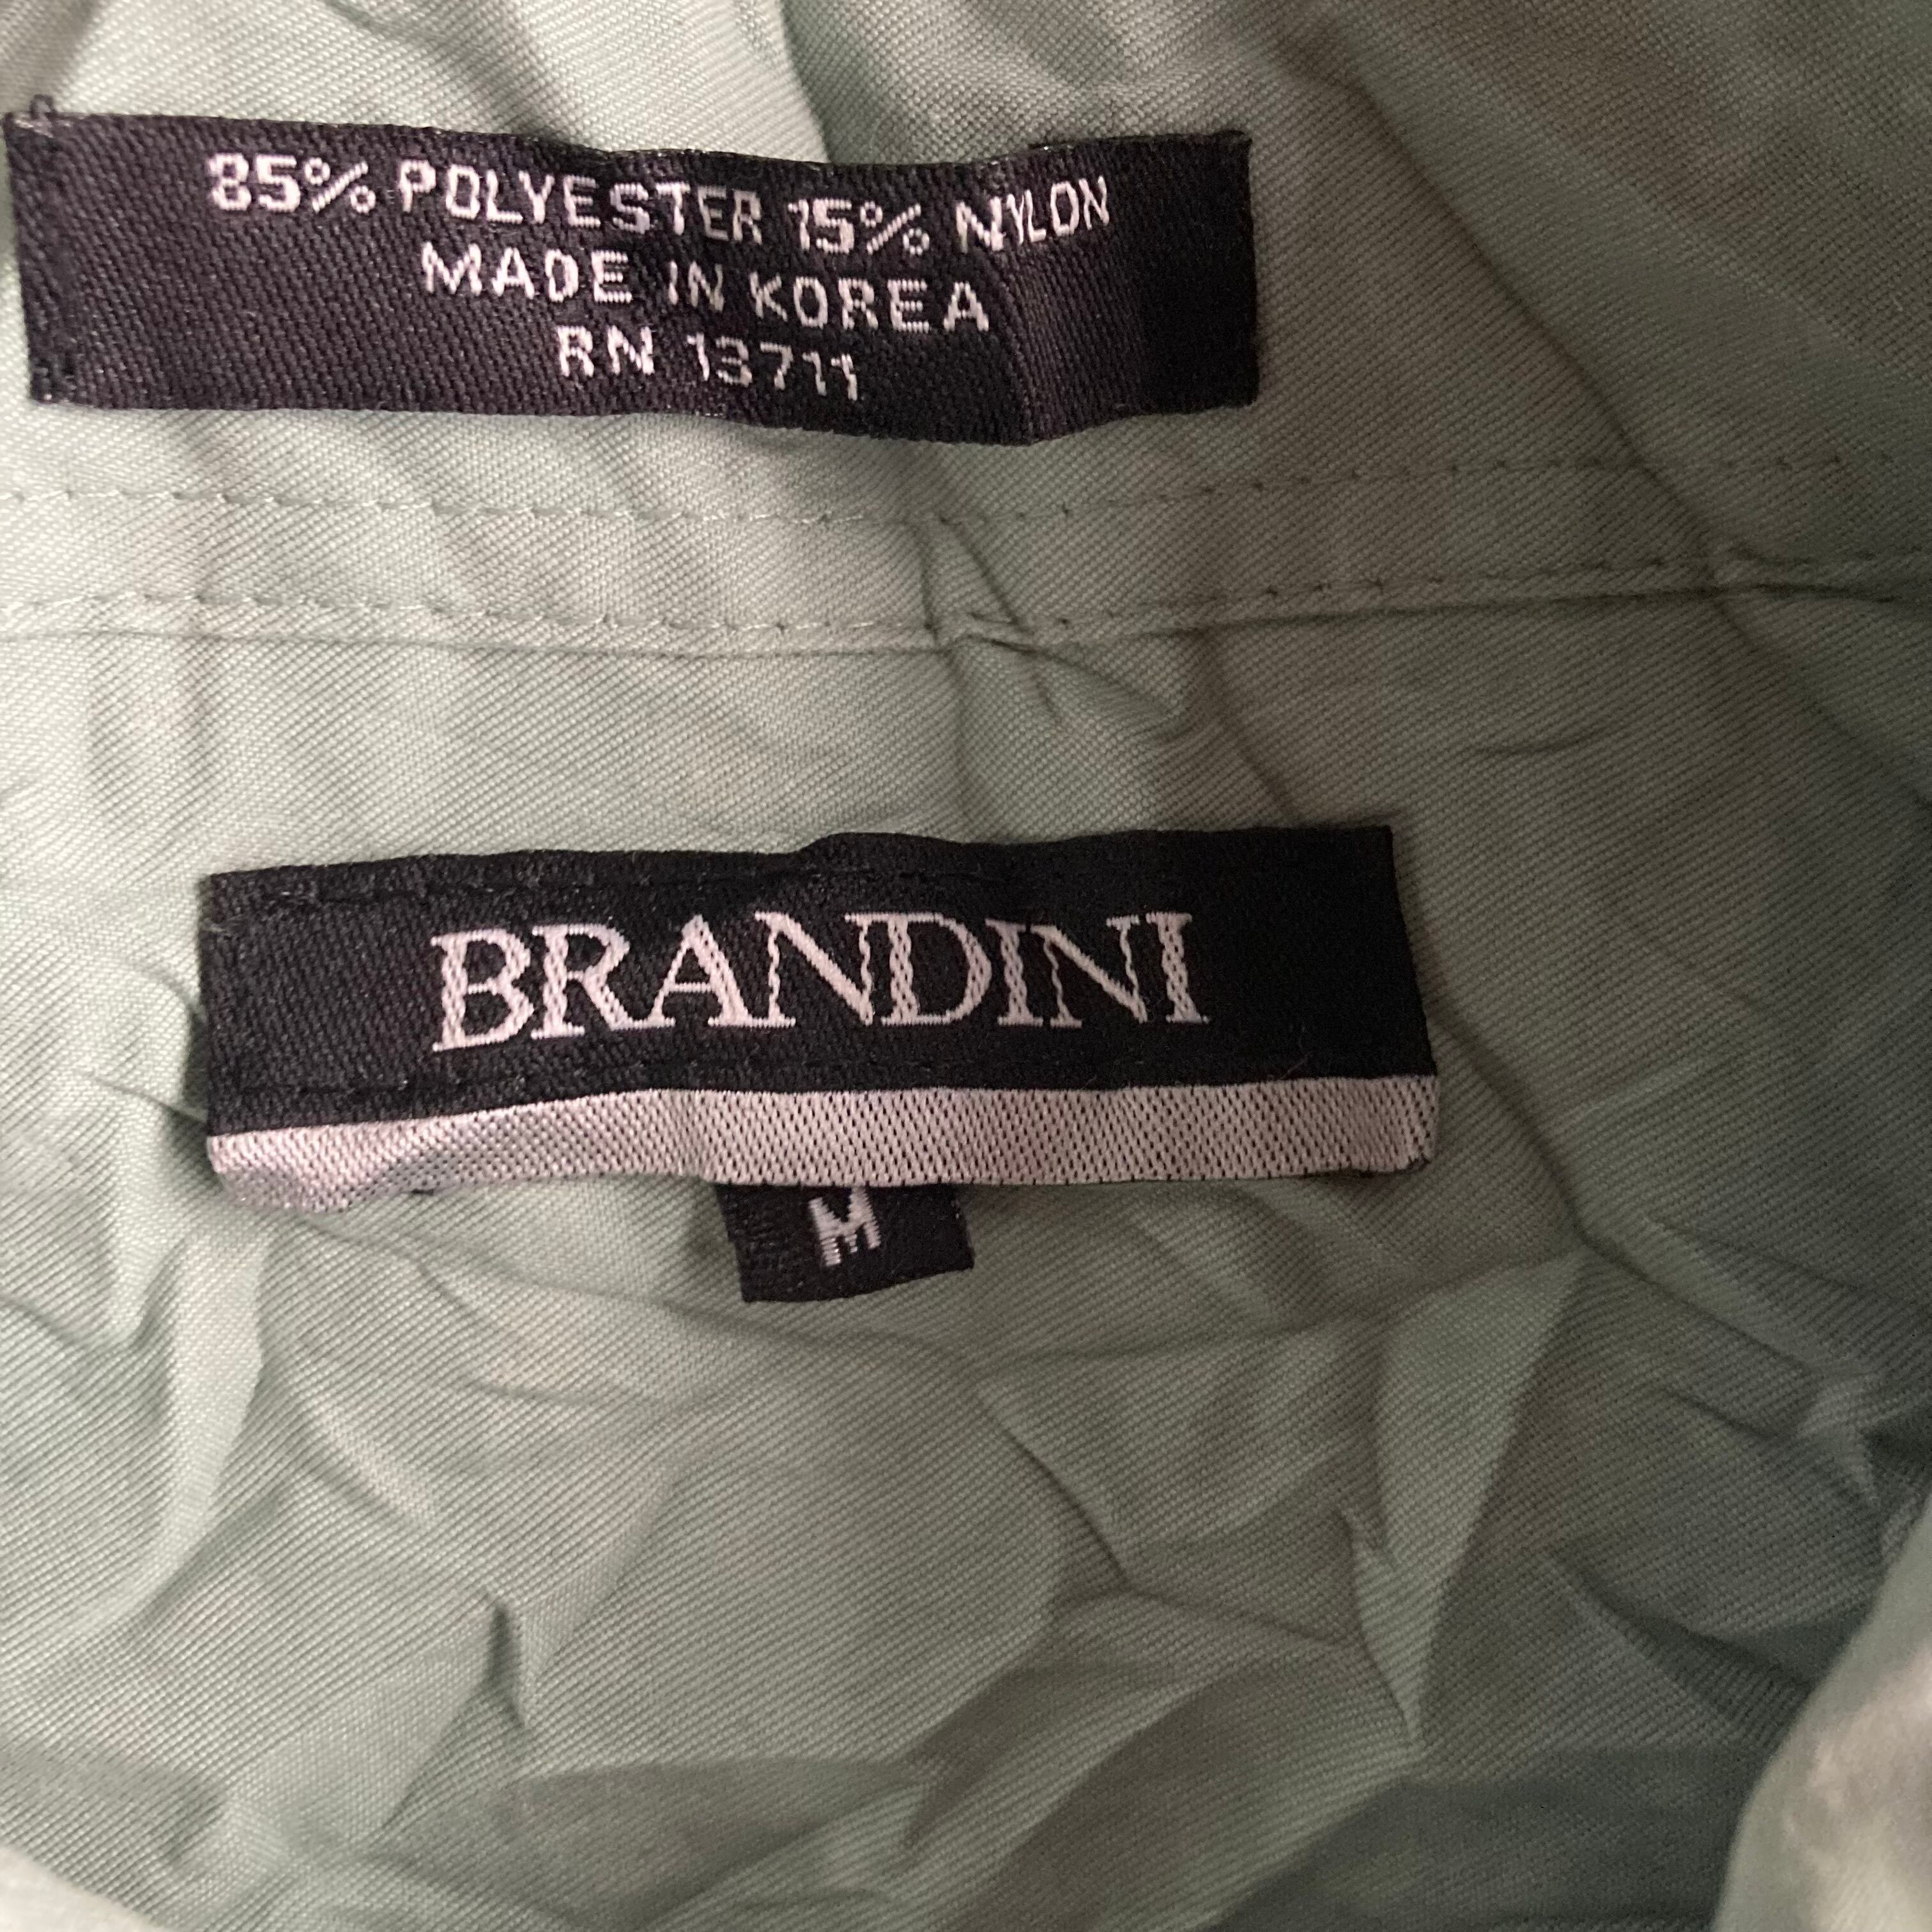 85% POLYESTER 15% NYLON
MADE IN KOREA
RN 13711
BRANDINI
M